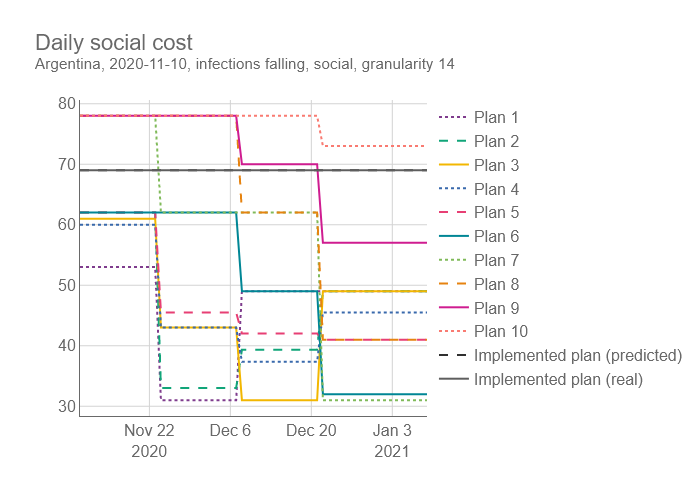 Daily social cost
Argentina, 2020-11-10, infections falling, social, granularity 14
80
70
60
50
40
30
Nov 22
2020
Dec 6
Dec 20
Jan 3
2021
Plan 1
Plan 2
Plan 3
Plan 4
Plan 5
Plan 6
Plan 7
Plan 8
Plan 9
Plan 10
Implemented plan (predicted)
Implemented plan (real)